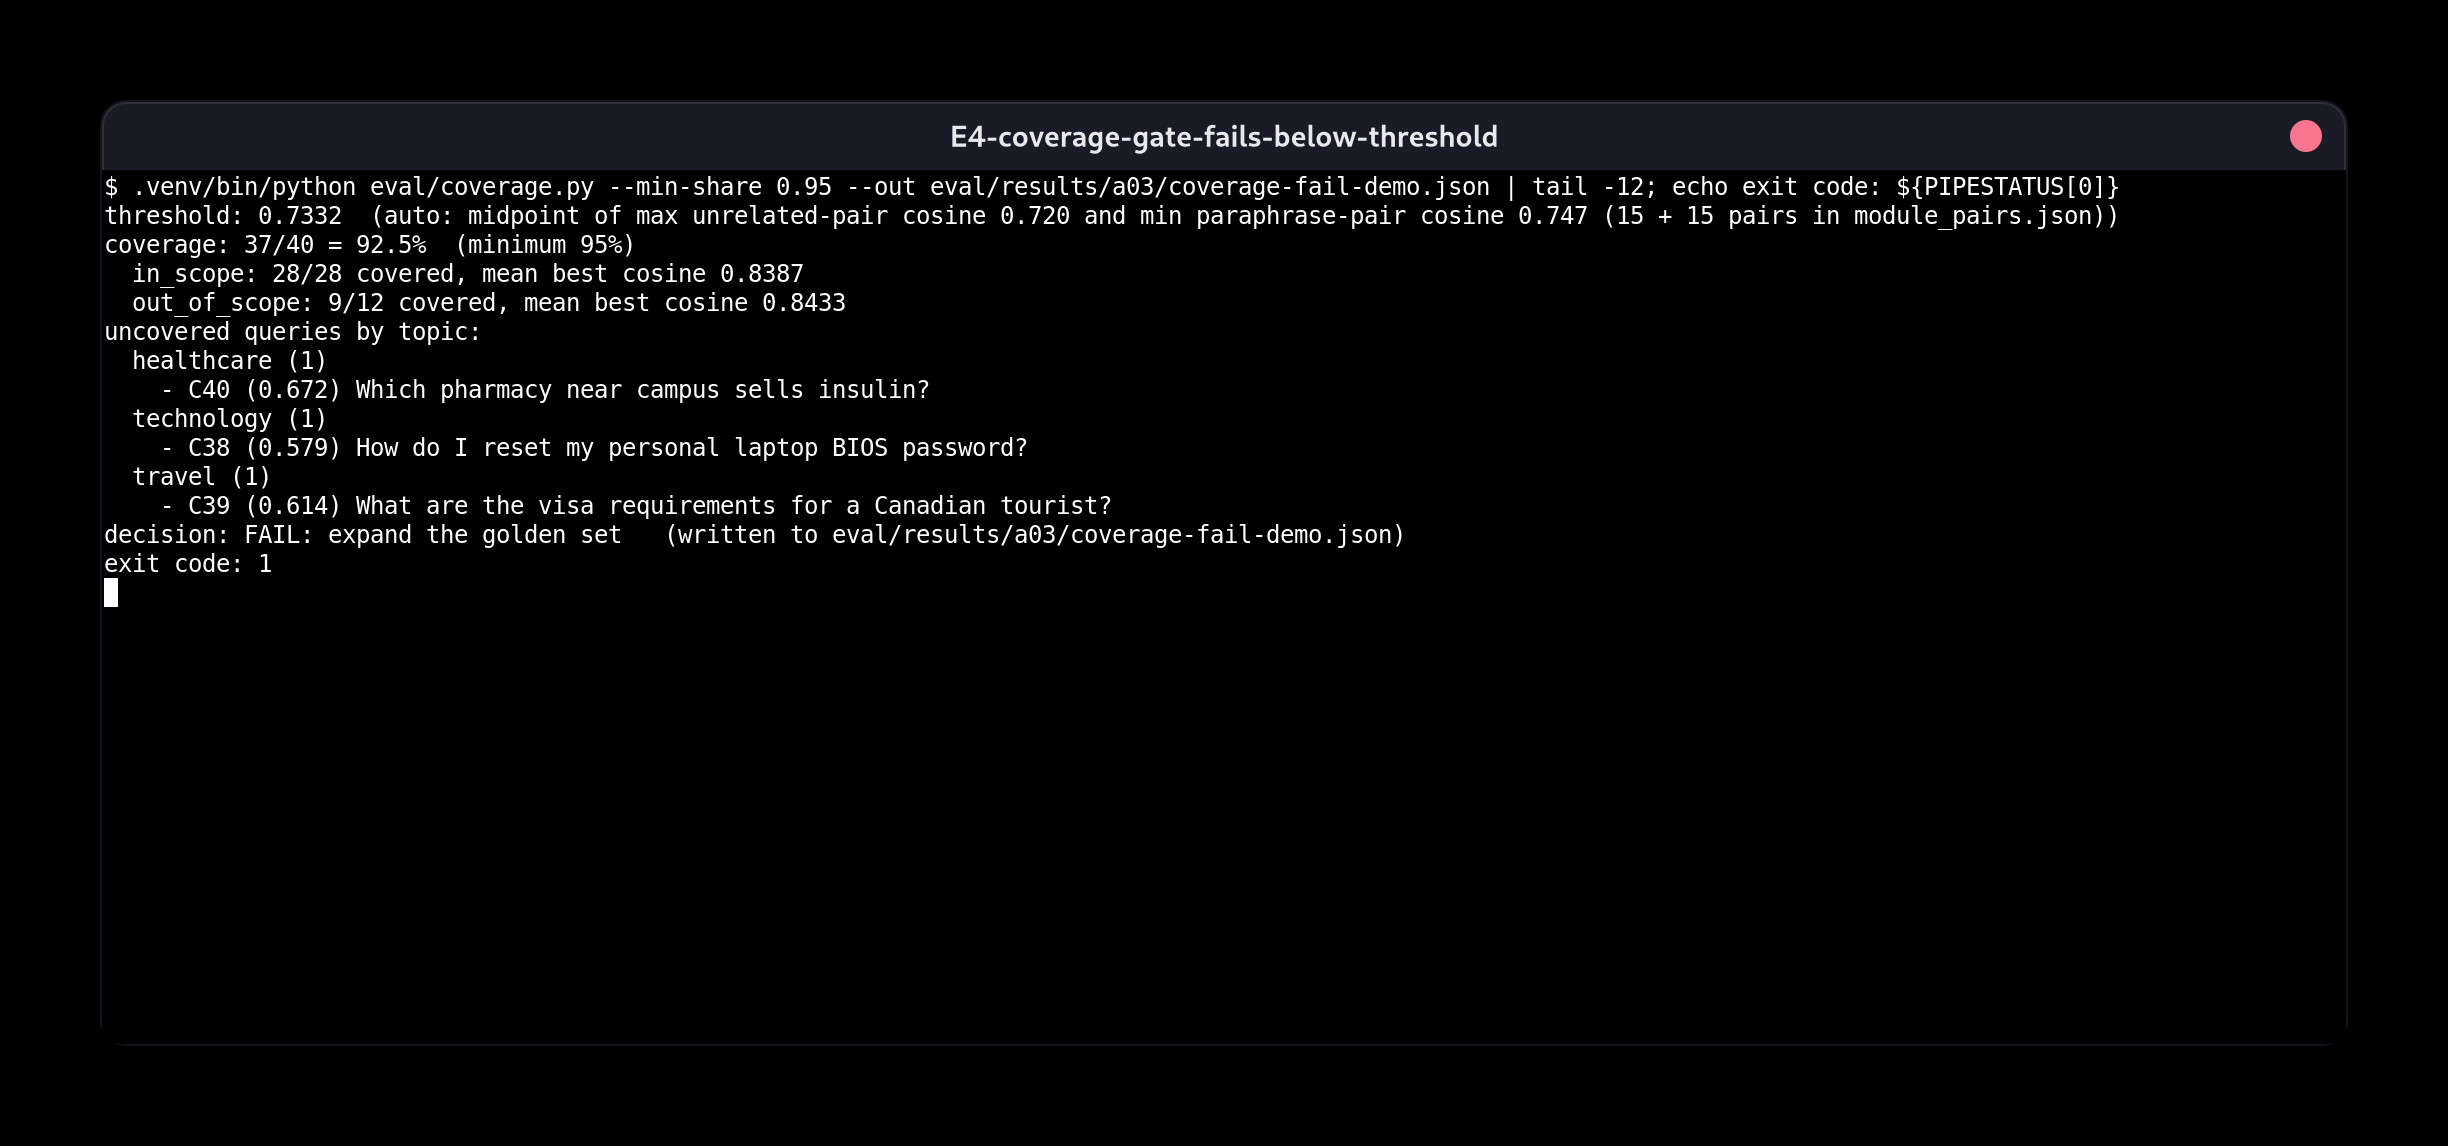 E4-coverage-gate-fails-below-threshold
$ .venv/bin/python eval/coverage.py --min-share 0.95 --out eval/results/a03/coverage-fail-demo.json | tail -12; echo exit code: ${PIPESTATUS[0]}
threshold: 0.7332  (auto: midpoint of max unrelated-pair cosine 0.720 and min paraphrase-pair cosine 0.747 (15 + 15 pairs in module_pairs.json))
coverage: 37/40 = 92.5%  (minimum 95%)
  in_scope: 28/28 covered, mean best cosine 0.8387
  out_of_scope: 9/12 covered, mean best cosine 0.8433
uncovered queries by topic:
  healthcare (1)
    - C40 (0.672) Which pharmacy near campus sells insulin?
  technology (1)
    - C38 (0.579) How do I reset my personal laptop BIOS password?
  travel (1)
    - C39 (0.614) What are the visa requirements for a Canadian tourist?
decision: FAIL: expand the golden set   (written to eval/results/a03/coverage-fail-demo.json)
exit code: 1